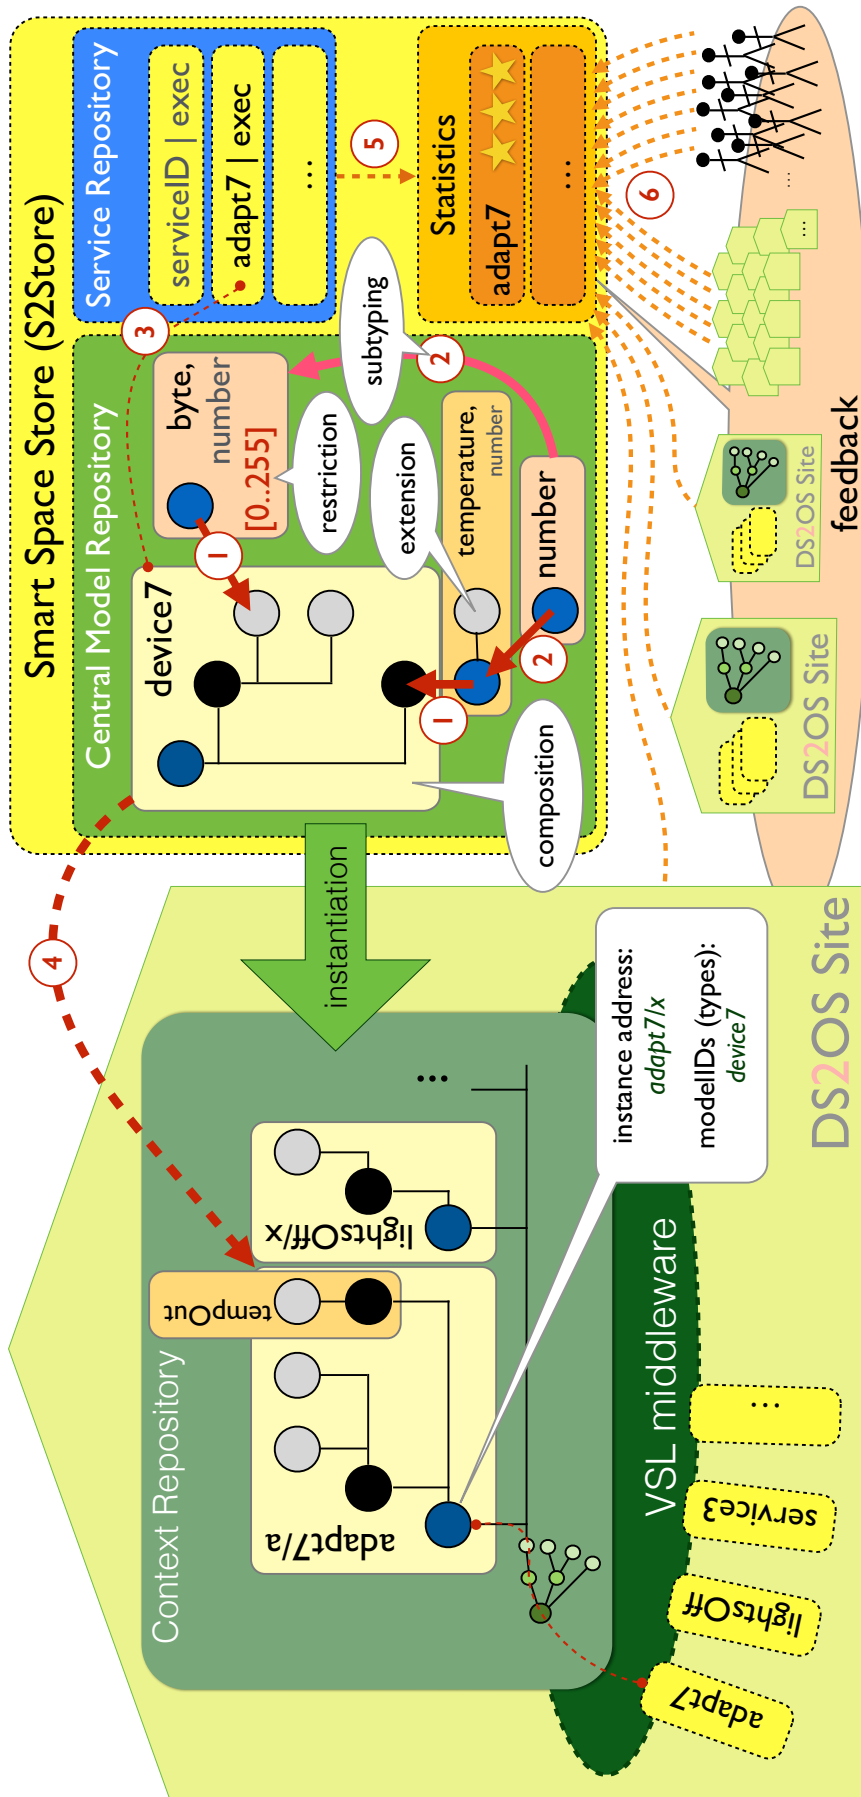 Smart Space Store (S2Store)
Central Model Repository
Service Repository
device7
byte,
number
[0..255]
restriction
subtyping
extension
temperature,
number
number
composition
1
1
2
2
3
4
5
6
serviceID | exec
adapt7 | exec
...
Statistics
adapt7
...
instantiation
Context Repository
adapt7/a
tempOut
lightsOff/x
...
instance address:
adapt7/x
modelIDs (types):
device7
VSL middleware
adapt7
lightsOff
service3
...
DS2OS Site
DS2OS Site
DS2OS Site
...
...
feedback